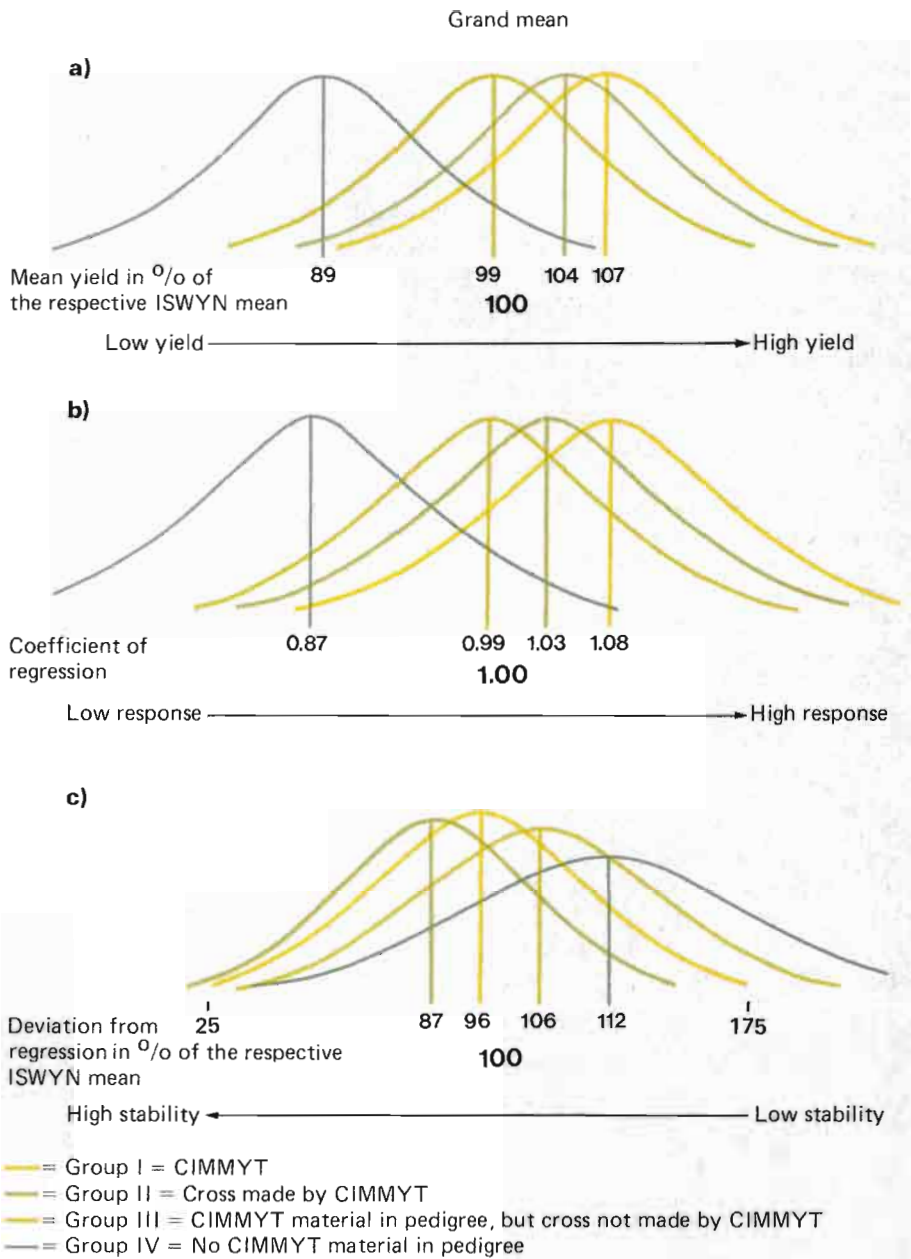 Grand mean
a)
89 99 104 107
Mean yield in o/o of
the respective ISWYN mean
100
Low yield High yield
b)
0.87 0.99 1.03 1.08
Coefficient of
regression
1.00
Low response High response
c)
25 87 96 106 112 175
Deviation from
regression in o/o of the respective
ISWYN mean
100
High stability Low stability
= Group I = CIMMYT
= Group II = Cross made by CIMMYT
= Group III = CIMMYT material in pedigree, but cross not made by CIMMYT
= Group IV = No CIMMYT material in pedigree